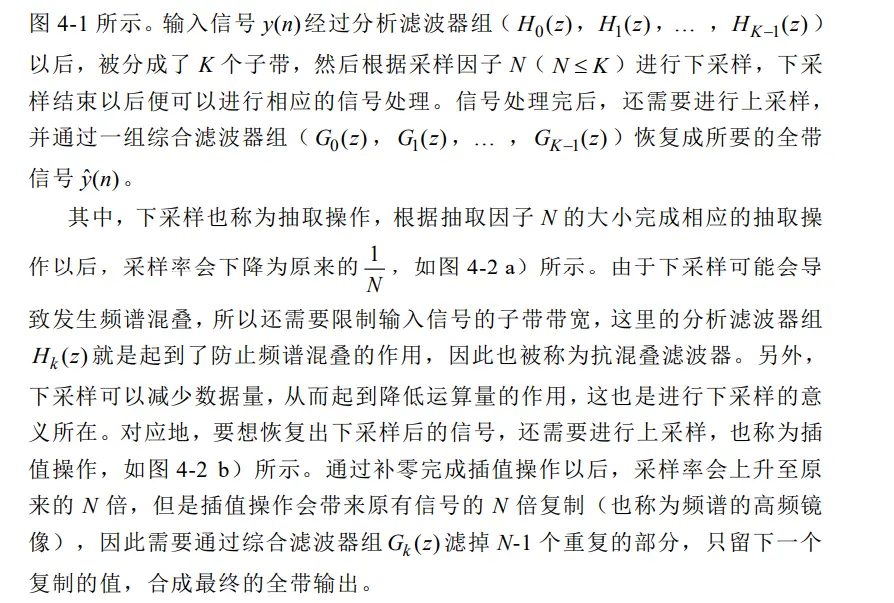 图 4-1 所示。输入信号 y(n)经过分析滤波器组（H₀(z)，H₁(z)，… ，H_{K−1}(z)）
以后，被分成了 K 个子带，然后根据采样因子 N（N≤K）进行下采样，下采
样结束以后便可以进行相应的信号处理。信号处理完后，还需要进行上采样，
并通过一组综合滤波器组（G₀(z)，G₁(z)，… ，G_{K−1}(z)）恢复成所要的全带
信号 ŷ(n)。
其中，下采样也称为抽取操作，根据抽取因子 N 的大小完成相应的抽取操
作以后，采样率会下降为原来的 1/N，如图 4-2 a）所示。由于下采样可能会导
致发生频谱混叠，所以还需要限制输入信号的子带带宽，这里的分析滤波器组
H_k(z)就是起到了防止频谱混叠的作用，因此也被称为抗混叠滤波器。另外，
下采样可以减少数据量，从而起到降低运算量的作用，这也是进行下采样的意
义所在。对应地，要想恢复出下采样后的信号，还需要进行上采样，也称为插
值操作，如图 4-2 b）所示。通过补零完成插值操作以后，采样率会上升至原
来的 N 倍，但是插值操作会带来原有信号的 N 倍复制（也称为频谱的高频镜
像），因此需要通过综合滤波器组G_k(z)滤掉 N-1 个重复的部分，只留下一个
复制的值，合成最终的全带输出。